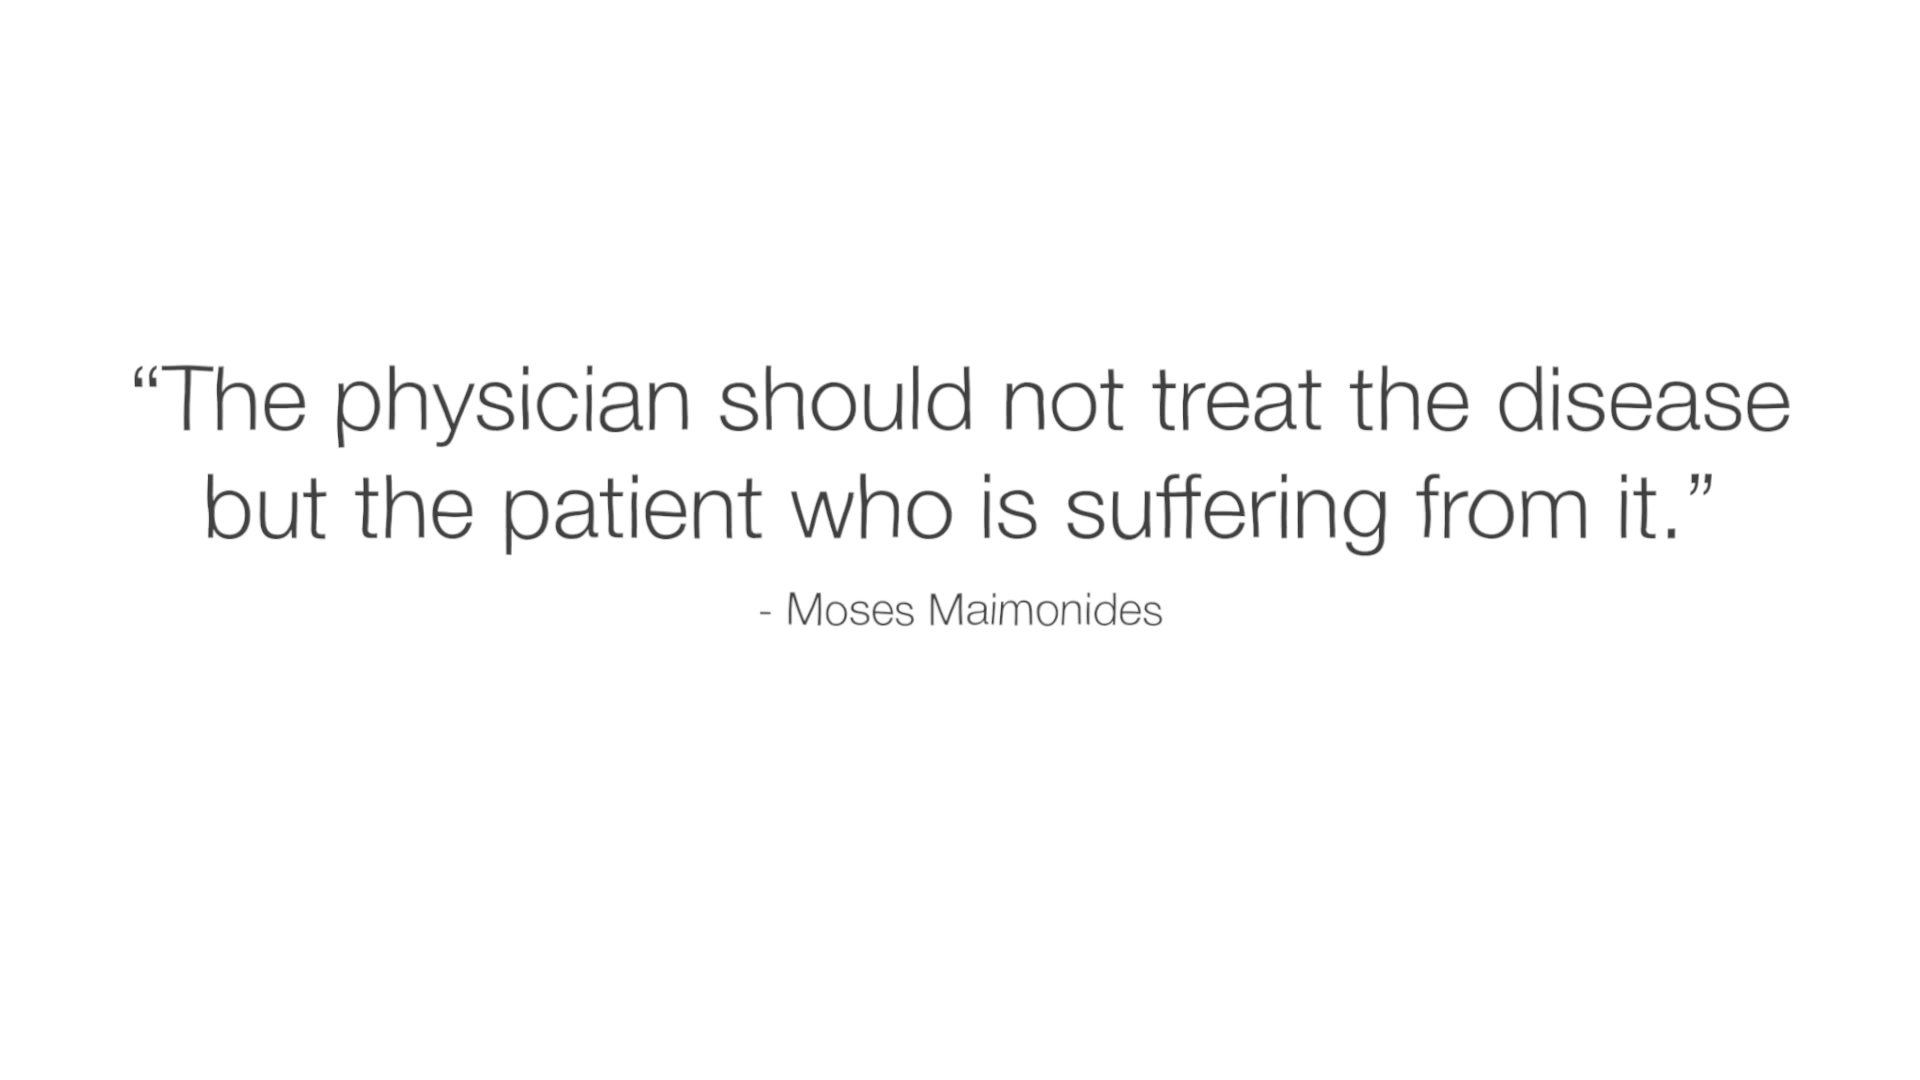 “The physician should not treat the disease
but the patient who is suffering from it.”
- Moses Maimonides